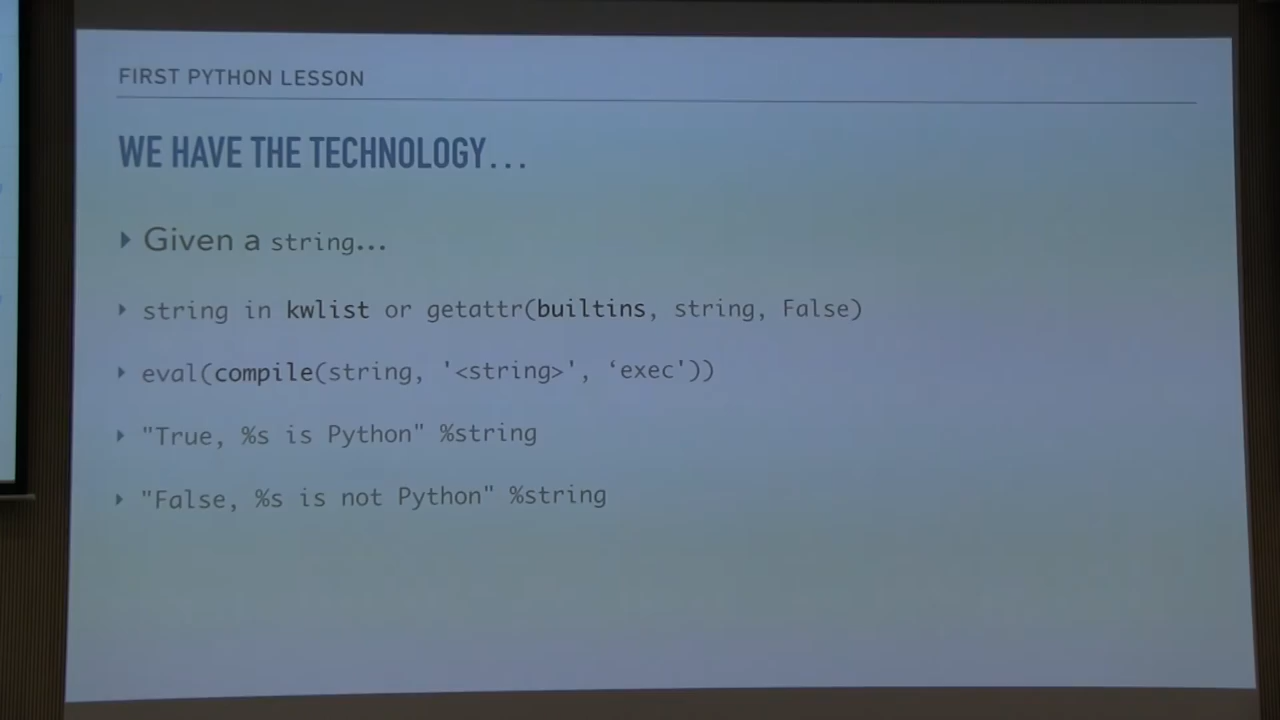 FIRST PYTHON LESSON
WE HAVE THE TECHNOLOGY...
Given a string...
string in kwlist or getattr(builtins, string, False)
eval(compile(string, '<string>', ‘exec'))
"True, %s is Python" %string
"False, %s is not Python" %string